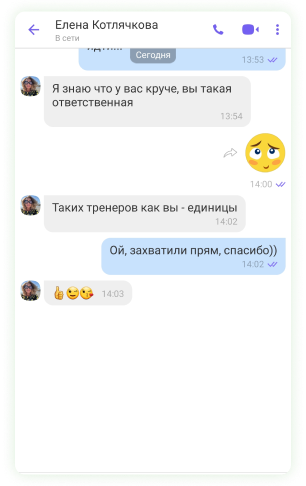 Елена Котлячкова
В сети
Сегодня
13:53
Я знаю что у вас круче, вы такая
ответственная
13:54
14:00
Таких тренеров как вы - единицы
14:02
Ой, захватили прям, спасибо))
14:02
14:03